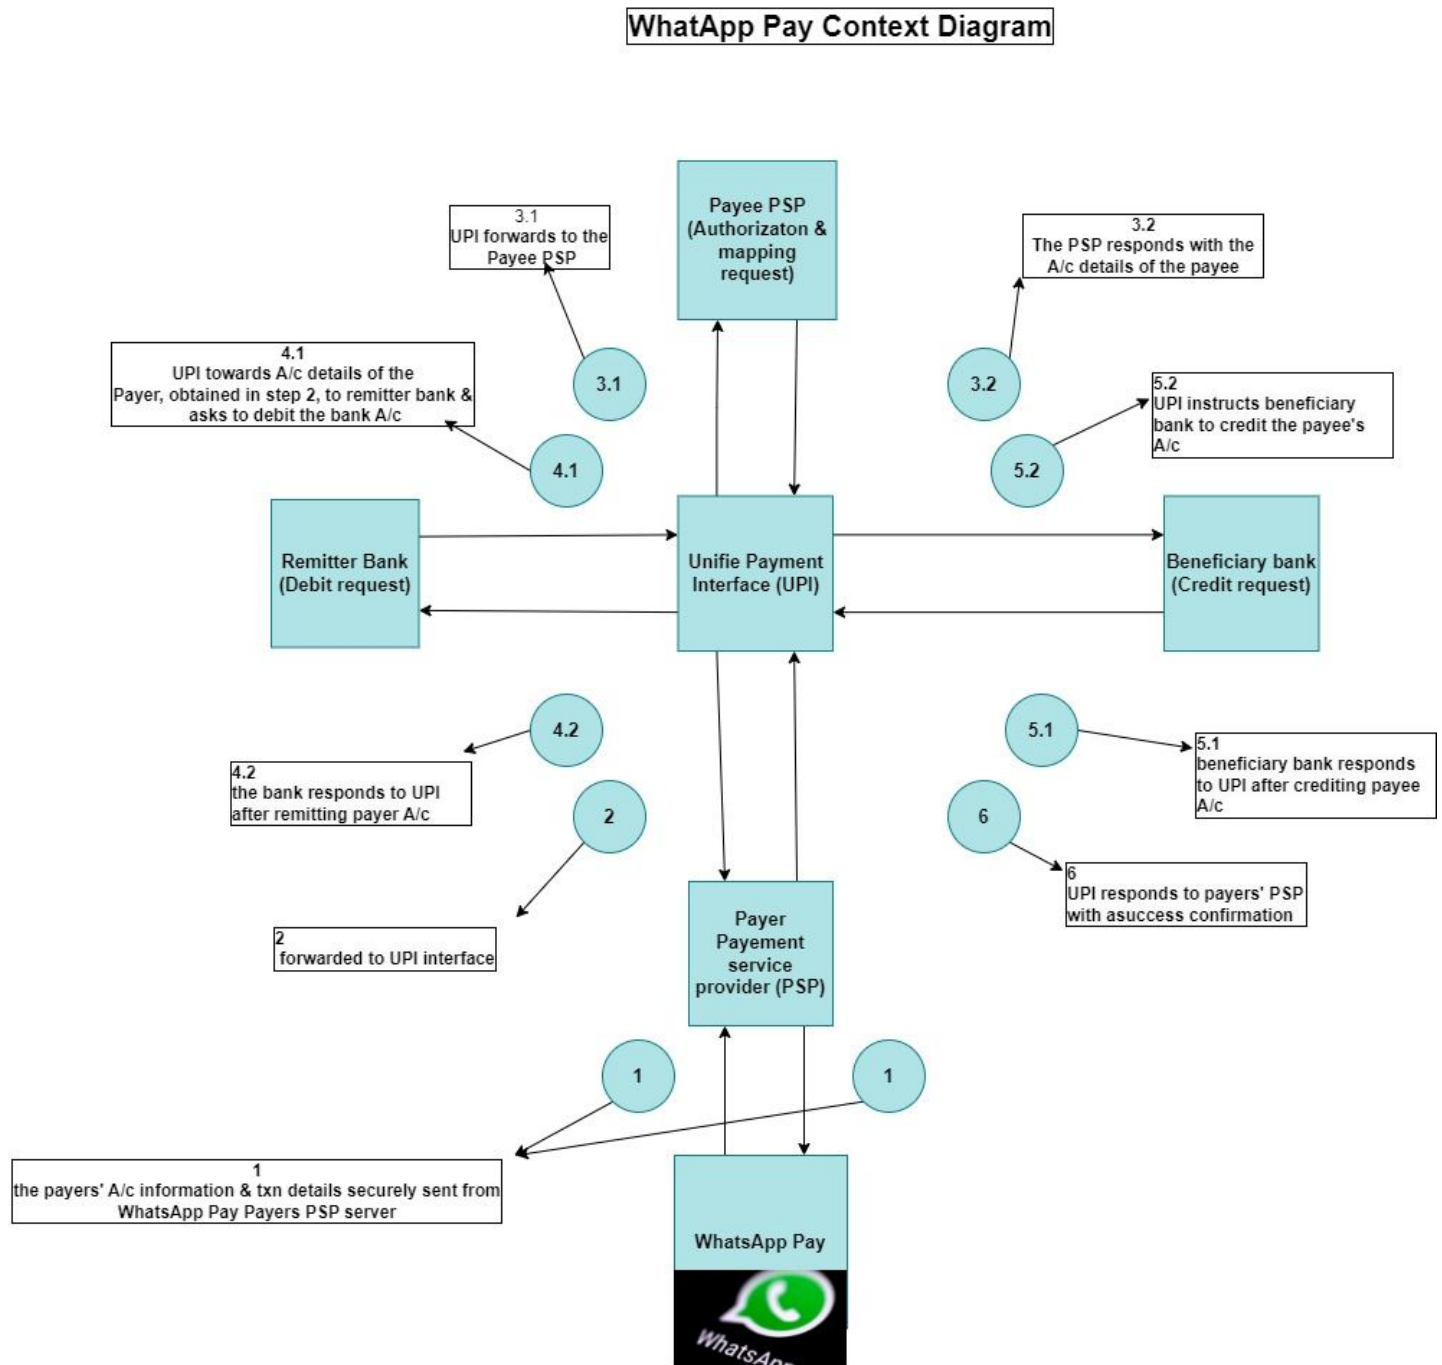 WhatApp Pay Context Diagram
Payee PSP
(Authorizaton &
mapping
request)
3.1
UPI forwards to the
Payee PSP
3.2
The PSP responds with the
A/c details of the payee
3.1
3.2
4.1
UPI towards A/c details of the
Payer, obtained in step 2, to remitter bank &
asks to debit the bank A/c
5.2
UPI instructs beneficiary
bank to credit the payee's
A/c
4.1
5.2
Remitter Bank
(Debit request)
Unifie Payment
Interface (UPI)
Beneficiary bank
(Credit request)
4.2
5.1
4.2
the bank responds to UPI
after remitting payer A/c
5.1
beneficiary bank responds
to UPI after crediting payee
A/c
2
6
6
UPI responds to payers' PSP
with asuccess confirmation
2
forwarded to UPI interface
Payer
Payement
service
provider (PSP)
1
1
1
the payers' A/c information & txn details securely sent from
WhatsApp Pay Payers PSP server
WhatsApp Pay
WhatsApp